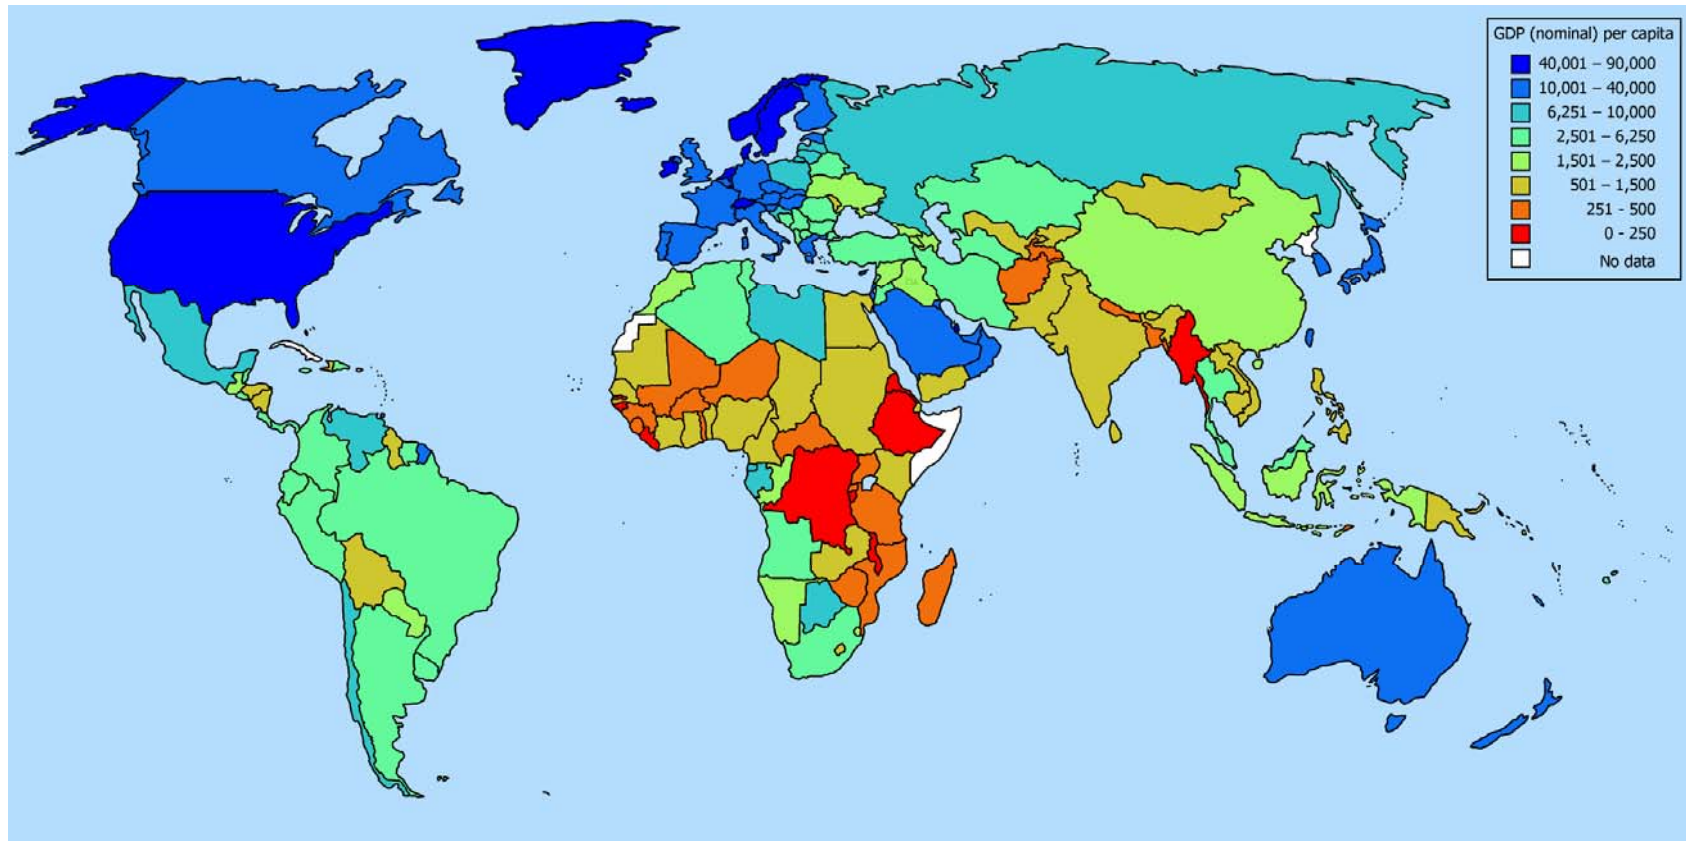 GDP (nominal) per capita
40,001 – 90,000
10,001 – 40,000
6,251 – 10,000
2,501 – 6,250
1,501 – 2,500
501 – 1,500
251 - 500
0 - 250
No data